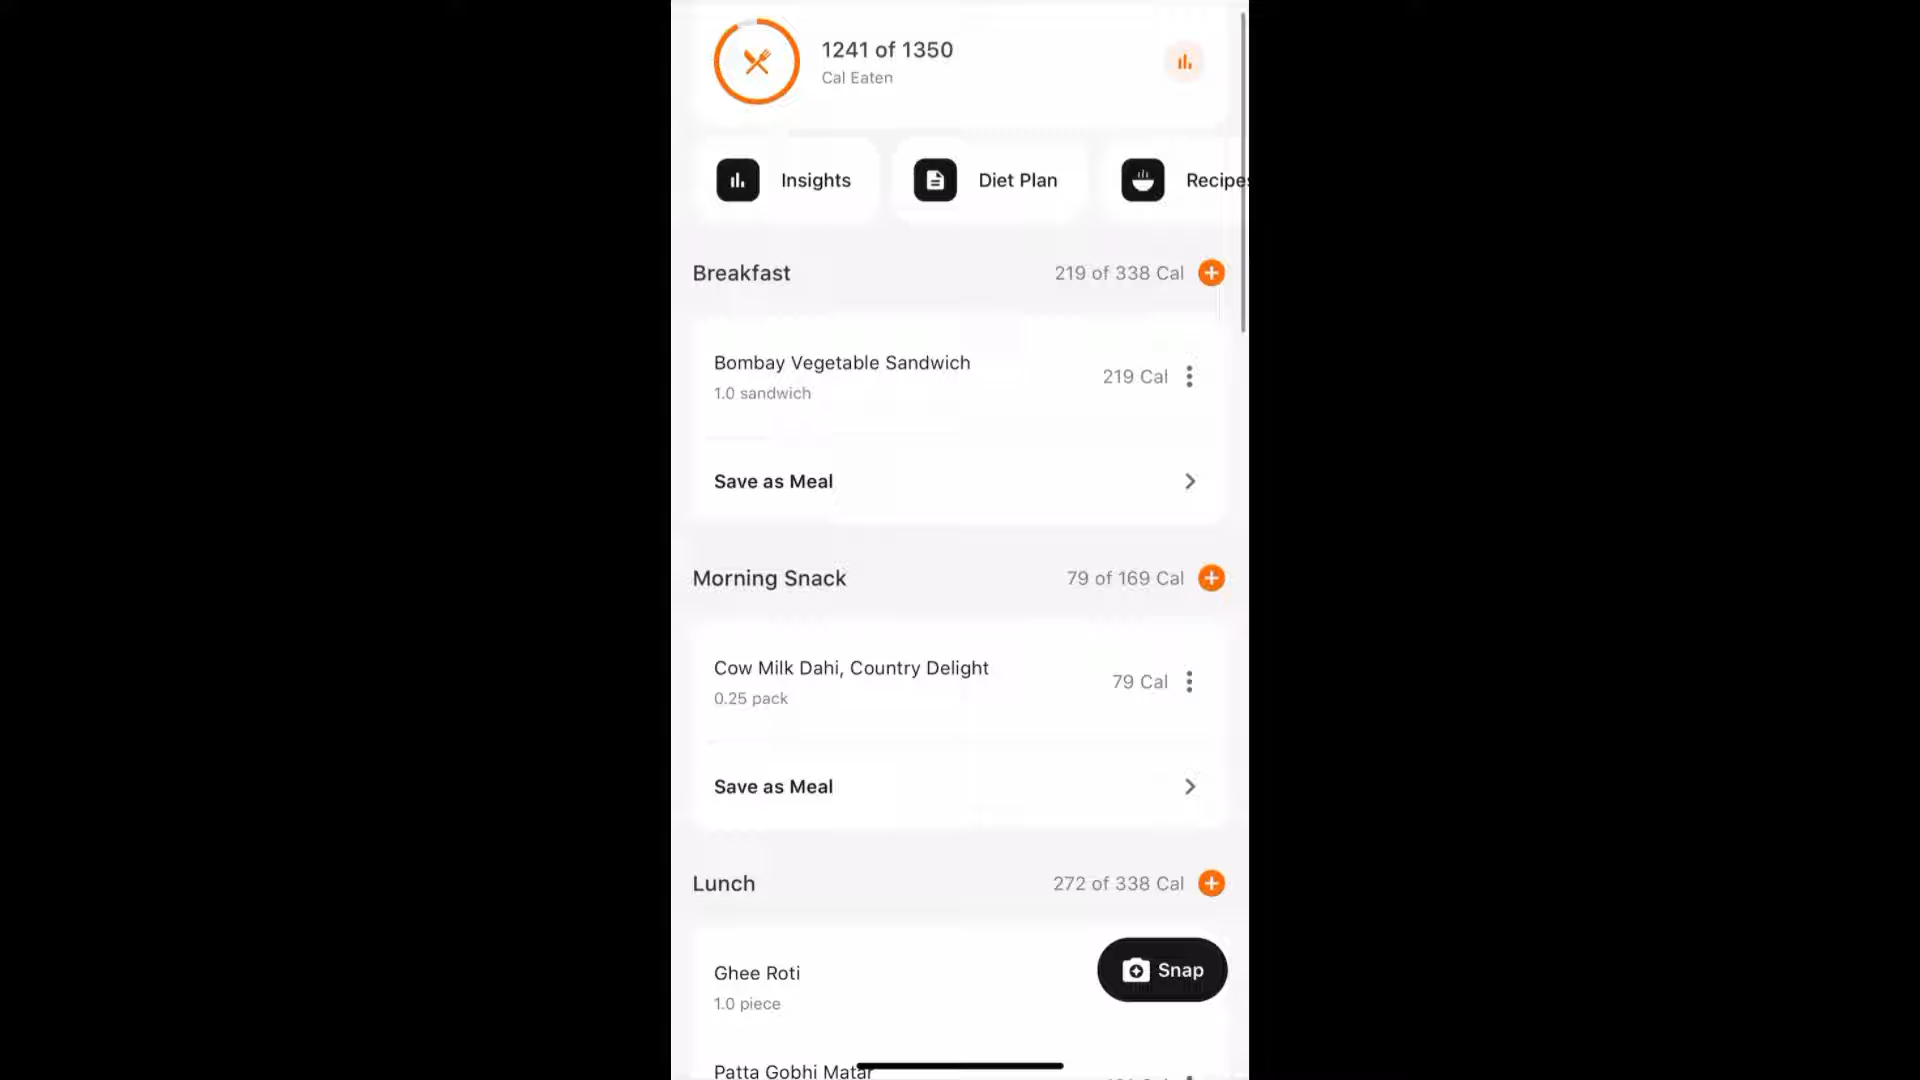 1241 of 1350
Cal Eaten
Insights
Diet Plan
Recipes
Breakfast
219 of 338 Cal
Bombay Vegetable Sandwich
1.0 sandwich
219 Cal
Save as Meal
Morning Snack
79 of 169 Cal
Cow Milk Dahi, Country Delight
0.25 pack
79 Cal
Save as Meal
Lunch
272 of 338 Cal
Ghee Roti
1.0 piece
Snap
Patta Gobhi Matar